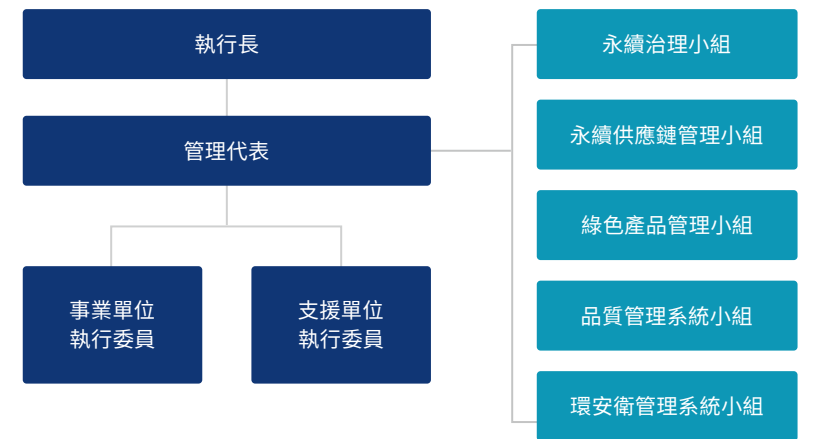 執行長
管理代表
事業單位
執行委員
支援單位
執行委員
永續治理小組
永續供應鏈管理小組
綠色產品管理小組
品質管理系統小組
環安衛管理系統小組